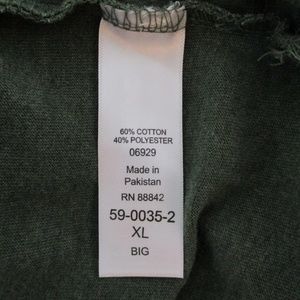 60% COTTON
40% POLYESTER
06929
Made in
Pakistan
RN 88842
59-0035-2
XL
BIG